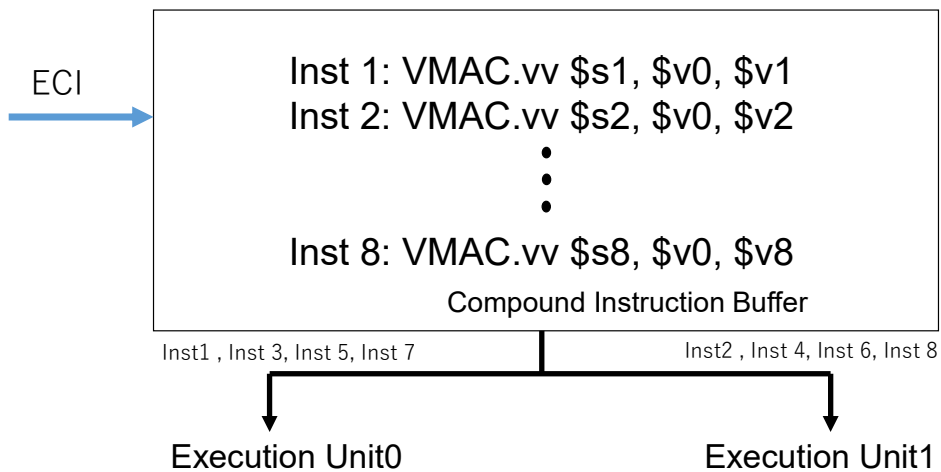 ECI
Inst 1: VMAC.vv $s1, $v0, $v1
Inst 2: VMAC.vv $s2, $v0, $v2
Inst 8: VMAC.vv $s8, $v0, $v8
Compound Instruction Buffer
Inst1 , Inst 3, Inst 5, Inst 7
Inst2 , Inst 4, Inst 6, Inst 8
Execution Unit0
Execution Unit1